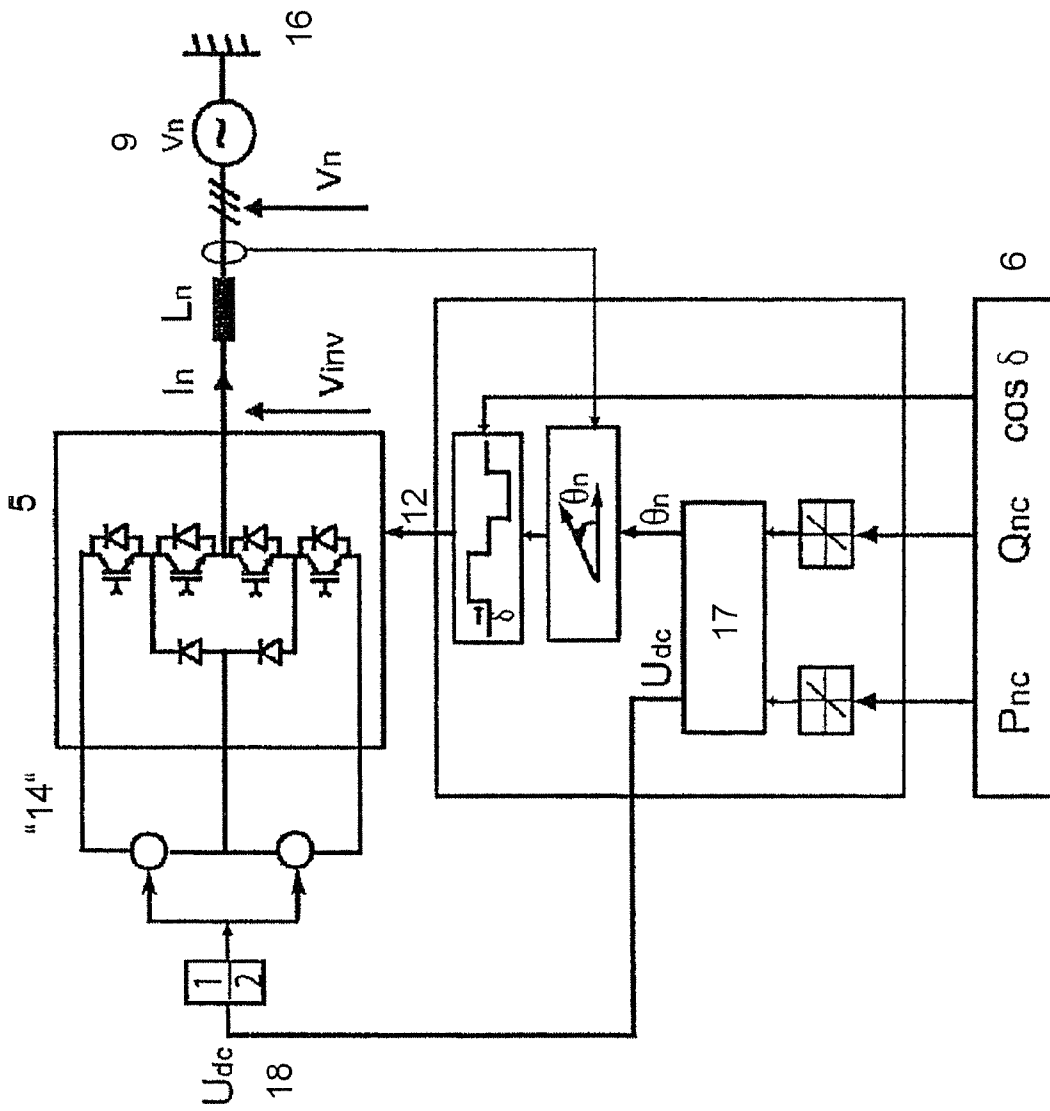 16
9
Vn
~
Vn
Ln
In
Vinv
5
"14"
12
δ
θn
θn
Udc
17
1
2
Udc
18
6
Pnc
Qnc
cos δ